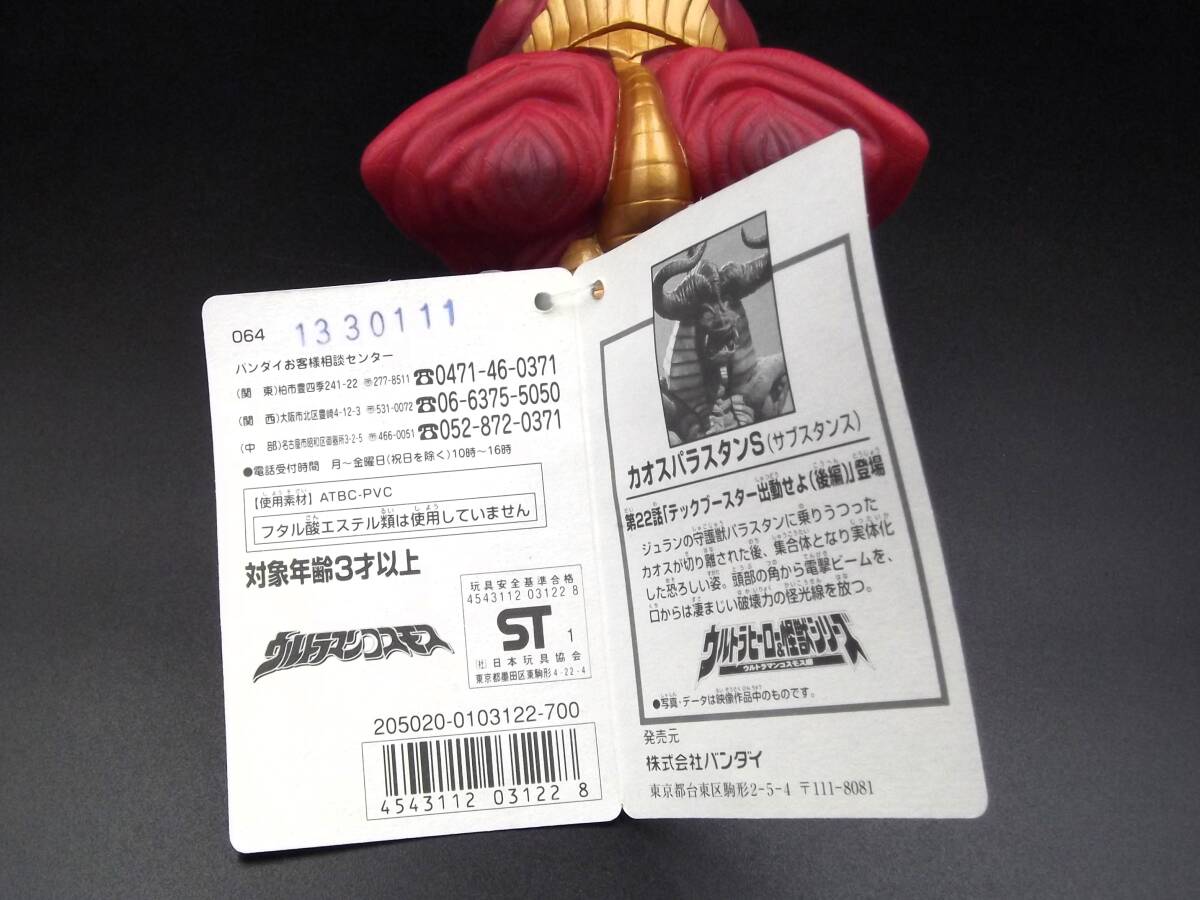 064 1330111
バンダイお客様相談センター
(関 東)柏市豊四季241-22 〒277-8511 ☎0471-46-0371
(関 西)大阪市北区豊崎4-12-3 〒531-0072 ☎06-6375-5050
(中 部)名古屋市昭和区御器所3-2-5 〒466-0051 ☎052-872-0371
●電話受付時間 月~金曜日(祝日を除く)10時~16時
【使用素材】ATBC-PVC
フタル酸エステル類は使用していません
対象年齢3才以上
玩具安全基準合格
4543112 03122 8
ST 1
(社)日本玩具協会
東京都墨田区東駒形4-22-4
ウルトラマンコスモス
205020-0103122-700
4543112 031228
カオスパラスタンS(サブスタンス)
第22話「テックブースター出動せよ(後編)」登場
ジュランの守護獣パラスタンに乗りうつった
カオスが切り離された後、集合体となり実体化
した恐ろしい姿。頭部の角から電撃ビームを、
口からは凄まじい破壊力の怪光線を放つ。
ウルトラヒーロー&怪獣シリーズ
ウルトラマンコスモス編
●写真・データは映像作品中のものです。
発売元
株式会社バンダイ
東京都台東区駒形2-5-4 〒111-8081